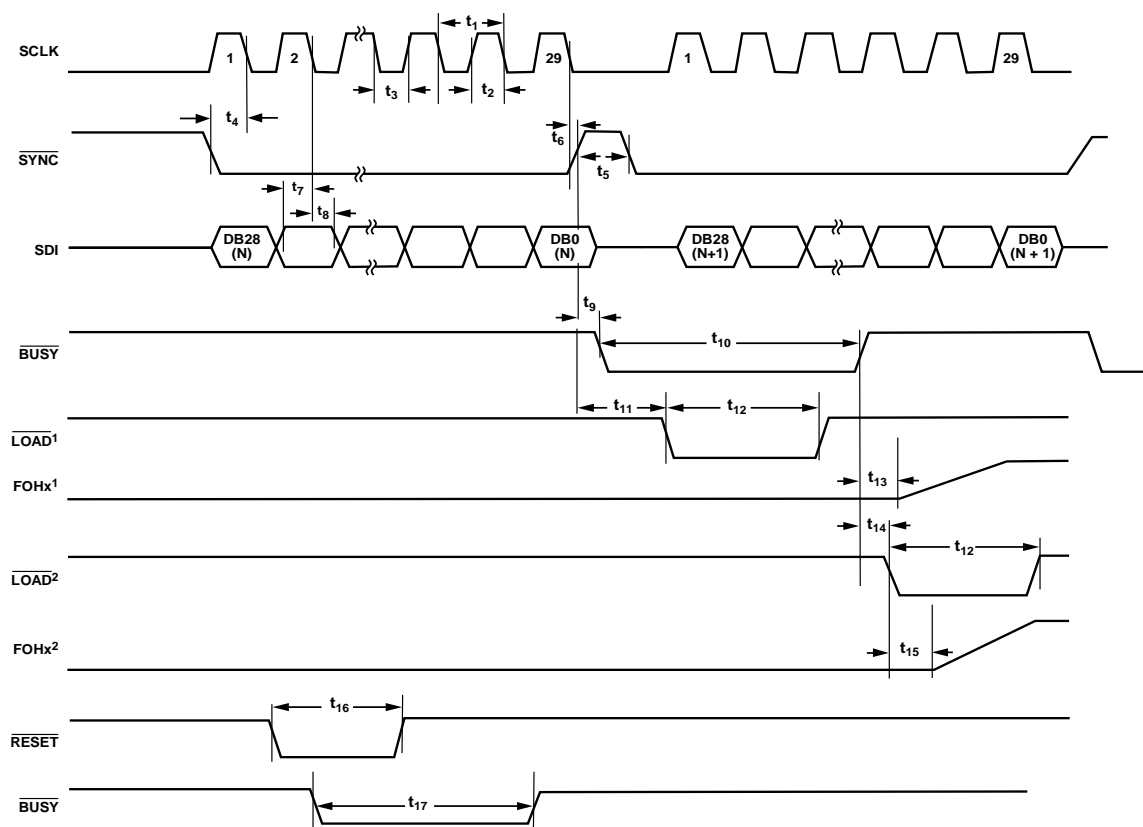 t1
SCLK
1
2
29
1
29
t3
t2
t4
t6
SYNC
t5
t7
t8
SDI
DB28
(N)
DB0
(N)
DB28
(N+1)
DB0
(N + 1)
t9
BUSY
t10
t11
t12
LOAD1
FOHx1
t13
t14
t12
LOAD2
FOHx2
t15
t16
RESET
BUSY
t17